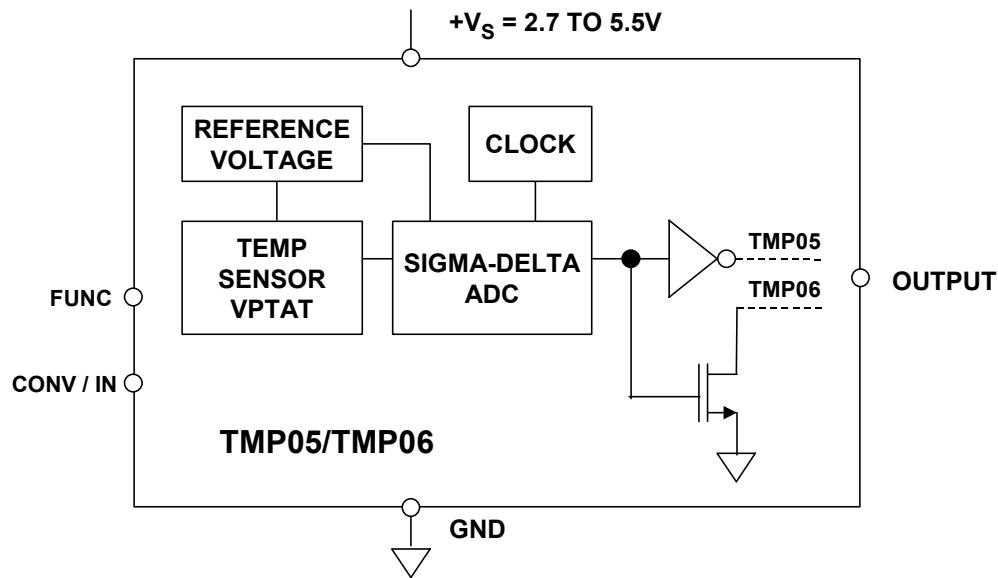 +VS = 2.7 TO 5.5V
REFERENCE
VOLTAGE
CLOCK
TEMP
SENSOR
VPTAT
SIGMA-DELTA
ADC
TMP05
TMP06
OUTPUT
FUNC
CONV / IN
TMP05/TMP06
GND